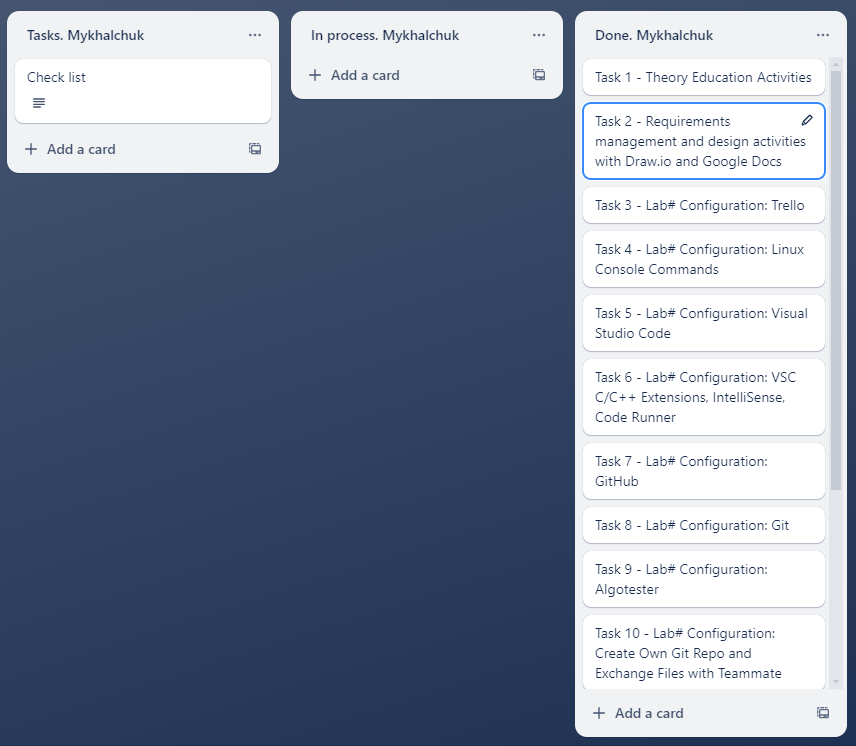 Tasks. Mykhalchuk
Check list
Add a card
In process. Mykhalchuk
Add a card
Done. Mykhalchuk
Task 1 - Theory Education Activities
Task 2 - Requirements
management and design activities
with Draw.io and Google Docs
Task 3 - Lab# Configuration: Trello
Task 4 - Lab# Configuration: Linux
Console Commands
Task 5 - Lab# Configuration: Visual
Studio Code
Task 6 - Lab# Configuration: VSC
C/C++ Extensions, IntelliSense,
Code Runner
Task 7 - Lab# Configuration:
GitHub
Task 8 - Lab# Configuration: Git
Task 9 - Lab# Configuration:
Algotester
Task 10 - Lab# Configuration:
Create Own Git Repo and
Exchange Files with Teammate
Add a card